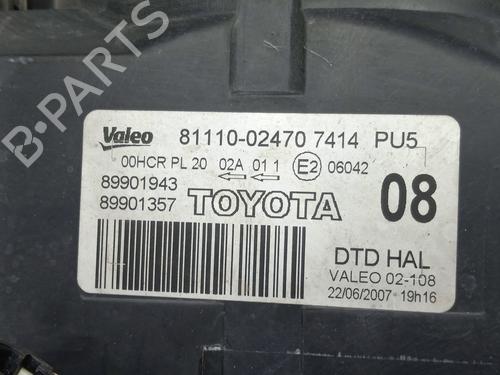 Valeo 81110-02470 7414 PU5
00HCR PL 20 02A 01 1 E2 06042
89901943
89901357 TOYOTA 08
DTD HAL
VALEO 02-108
22/06/2007 19h16